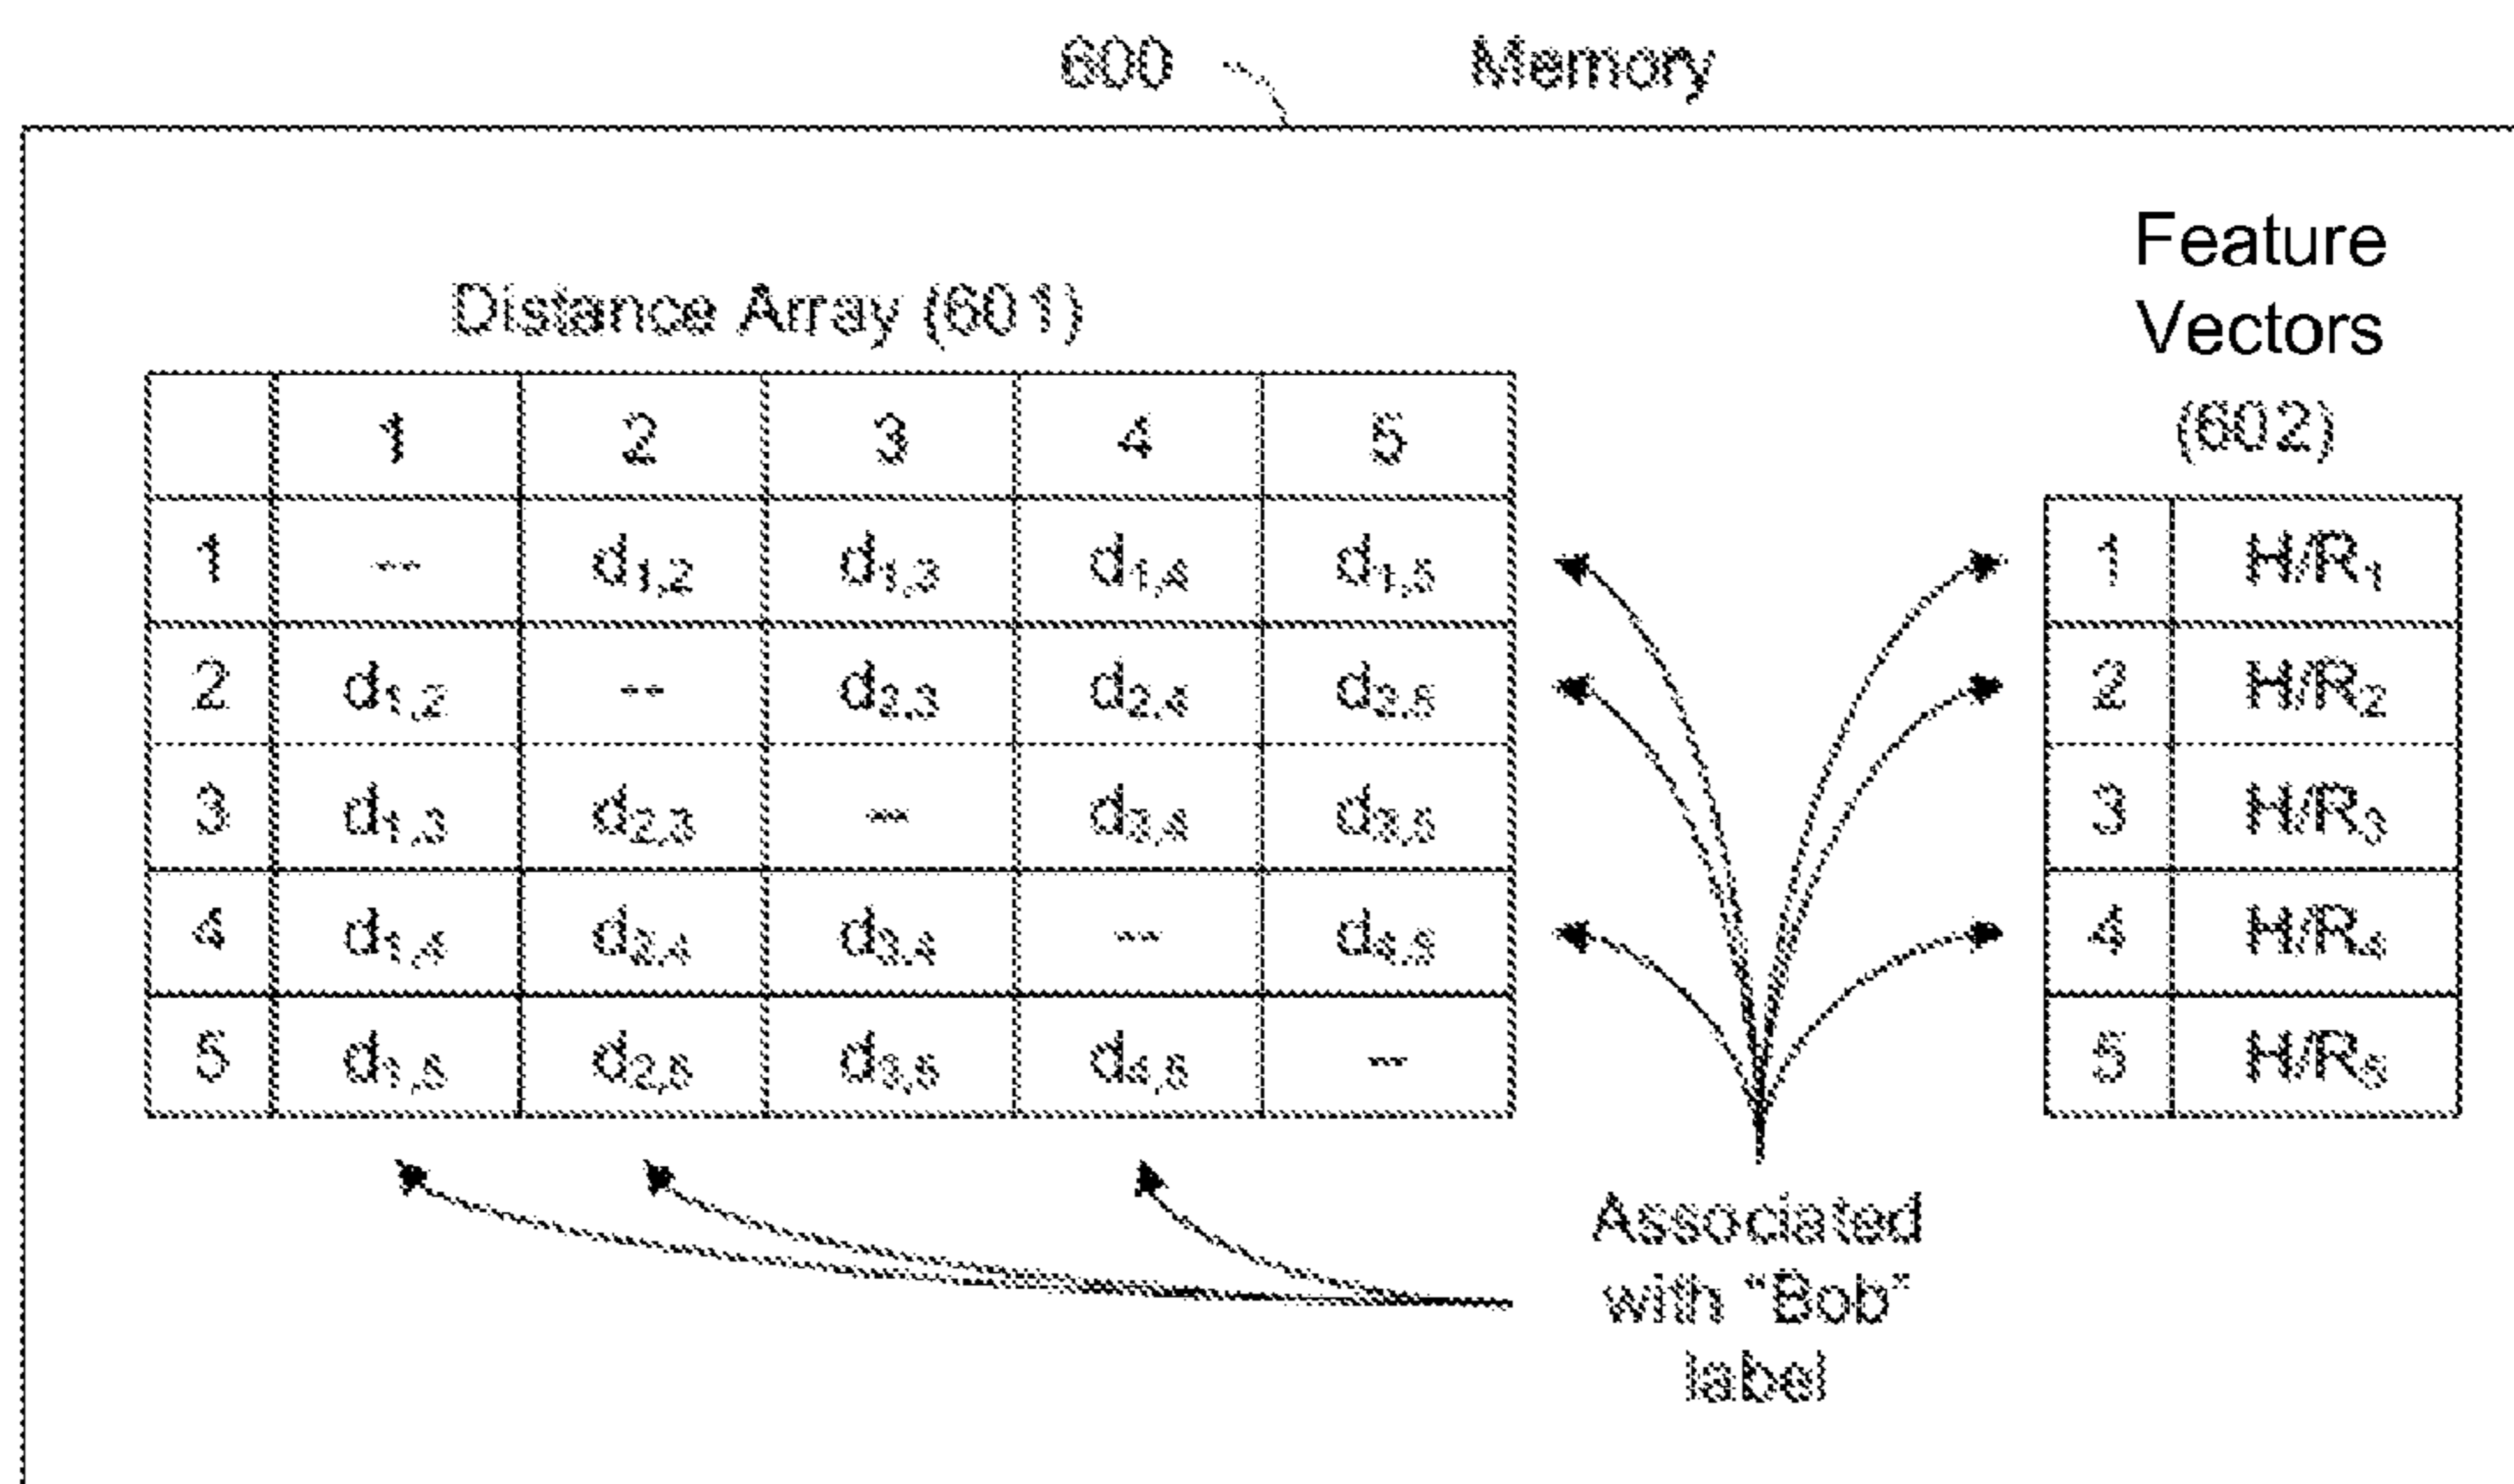 600 Memory
Feature
Vectors
(602)
Distance Array (601)
1 2 3 4 5
1 -- d1,2 d1,3 d1,4 d1,5
2 d1,2 -- d2,3 d2,4 d2,5
3 d1,3 d2,3 -- d3,4 d3,5
4 d1,4 d2,4 d3,4 -- d4,5
5 d1,5 d2,5 d3,5 d4,5 --
1 H/R1
2 H/R2
3 H/R3
4 H/R4
5 H/R5
Associated
with "Bob"
label